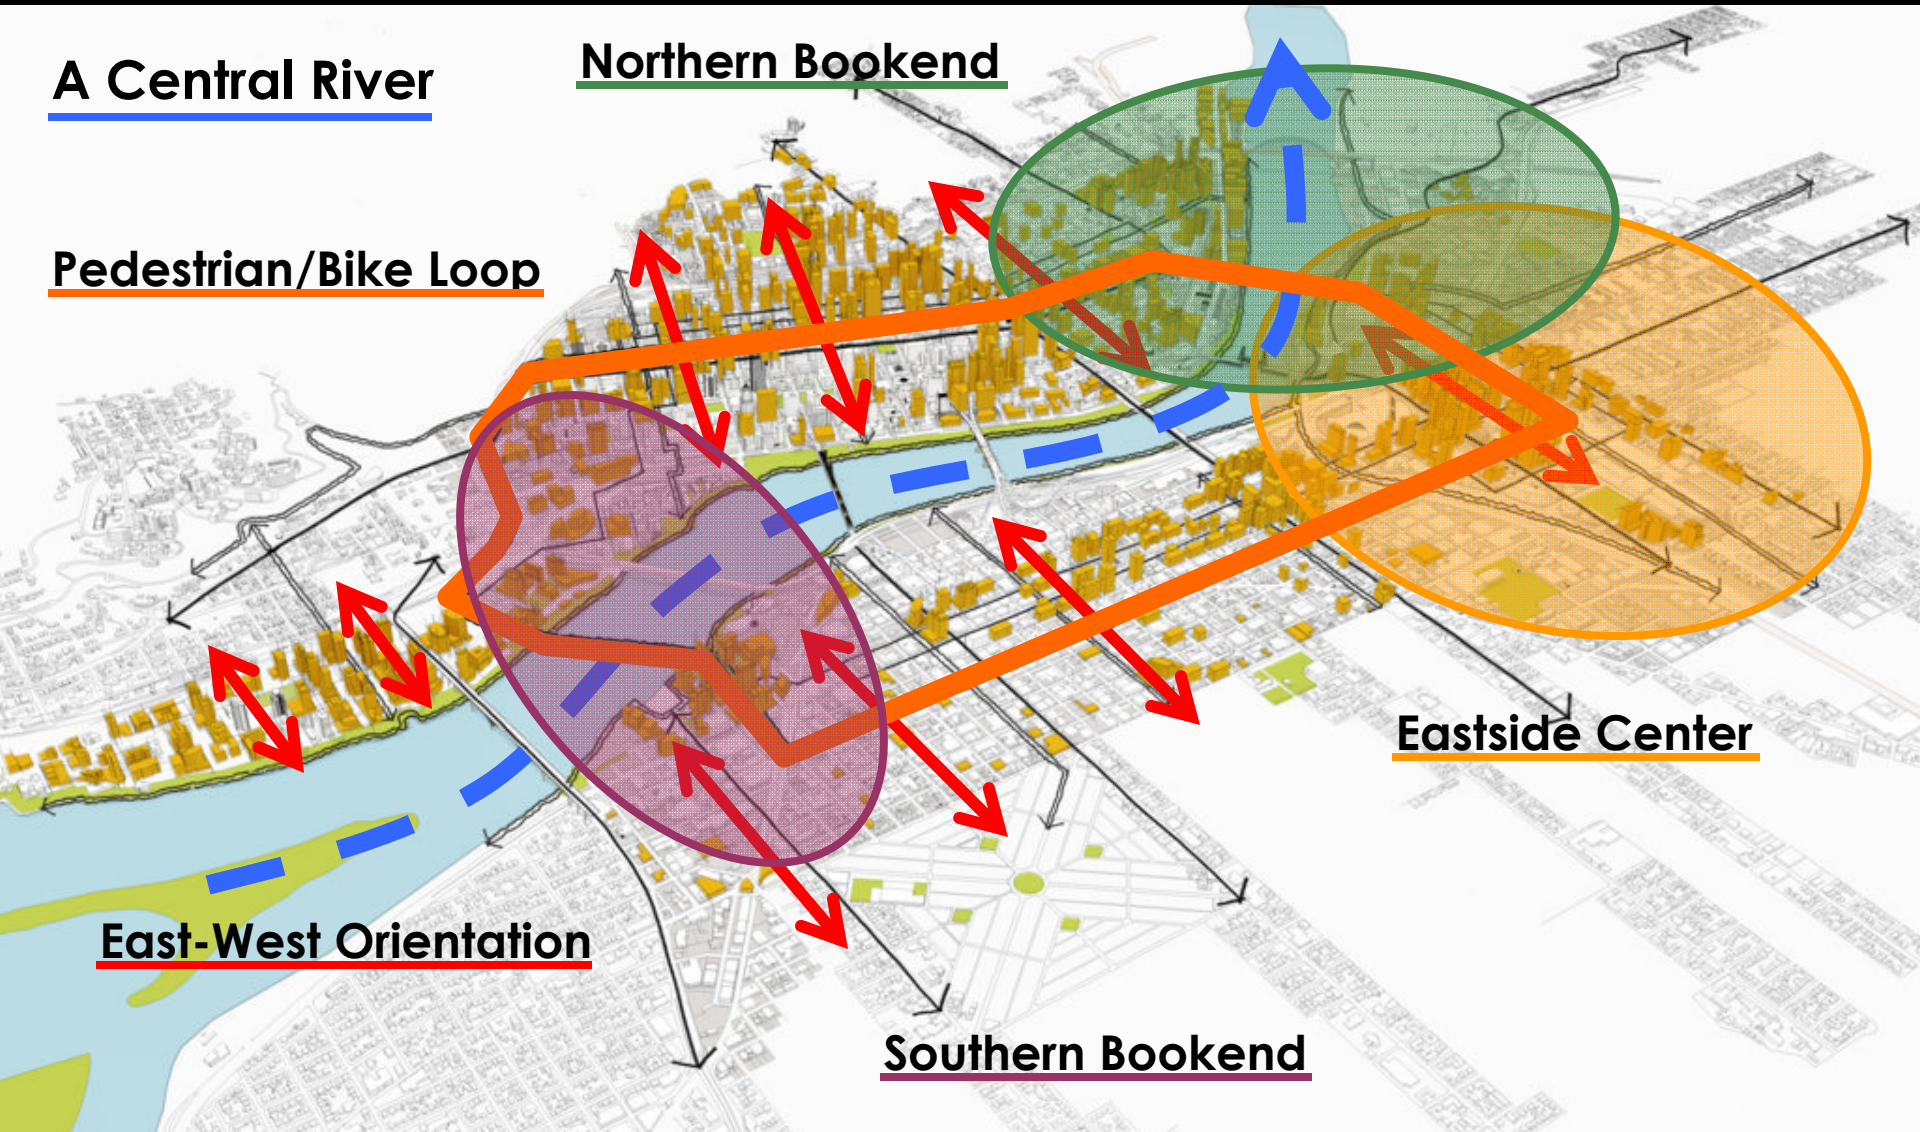 A Central River
Northern Bookend
Pedestrian/Bike Loop
Eastside Center
East-West Orientation
Southern Bookend